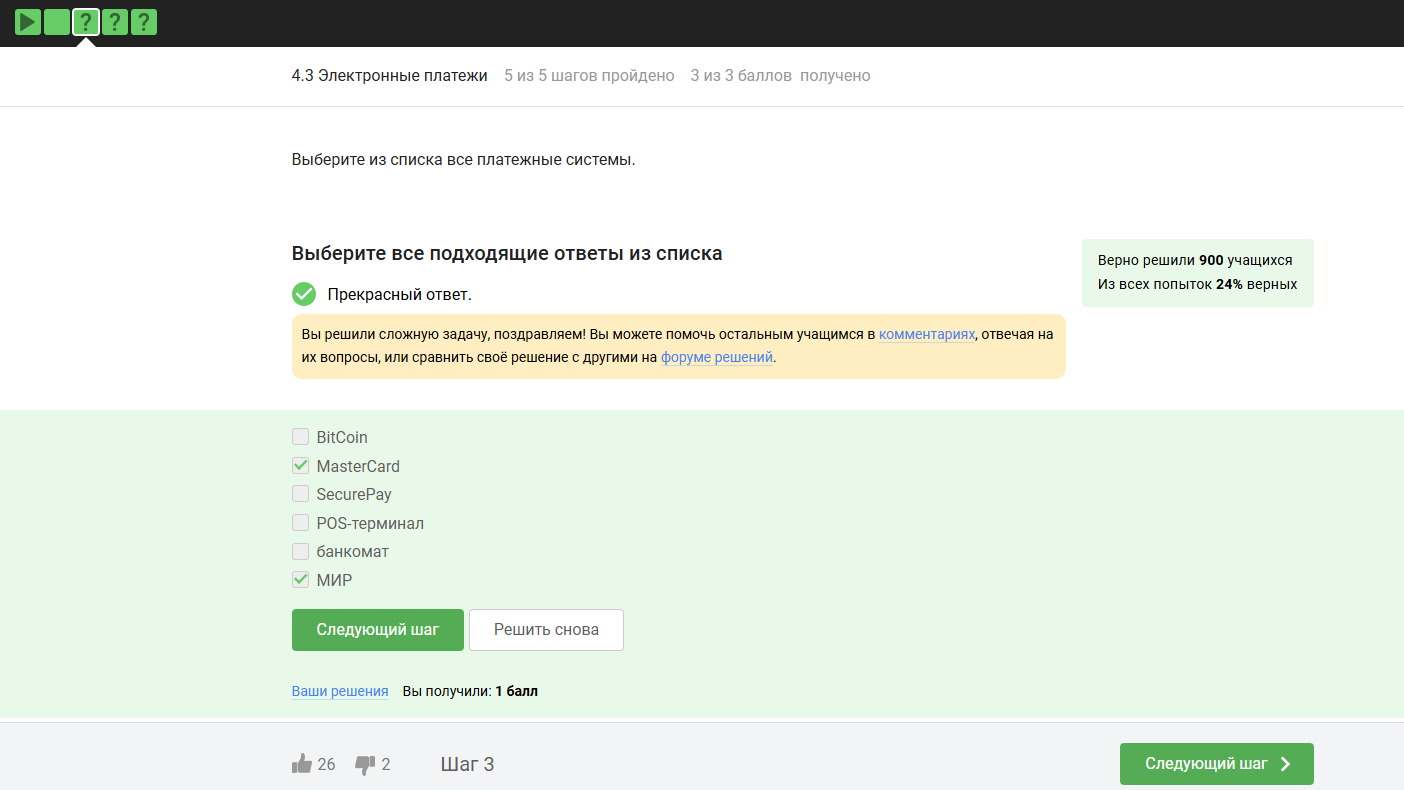 ? ? ?
4.3 Электронные платежи 5 из 5 шагов пройдено 3 из 3 баллов получено
Выберите из списка все платежные системы.
Выберите все подходящие ответы из списка
Верно решили 900 учащихся
Из всех попыток 24% верных
Прекрасный ответ.
Вы решили сложную задачу, поздравляем! Вы можете помочь остальным учащимся в комментариях, отвечая на
их вопросы, или сравнить своё решение с другими на форуме решений.
BitCoin
MasterCard
SecurePay
POS-терминал
банкомат
МИР
Следующий шаг Решить снова
Ваши решения Вы получили: 1 балл
26 2 Шаг 3 Следующий шаг